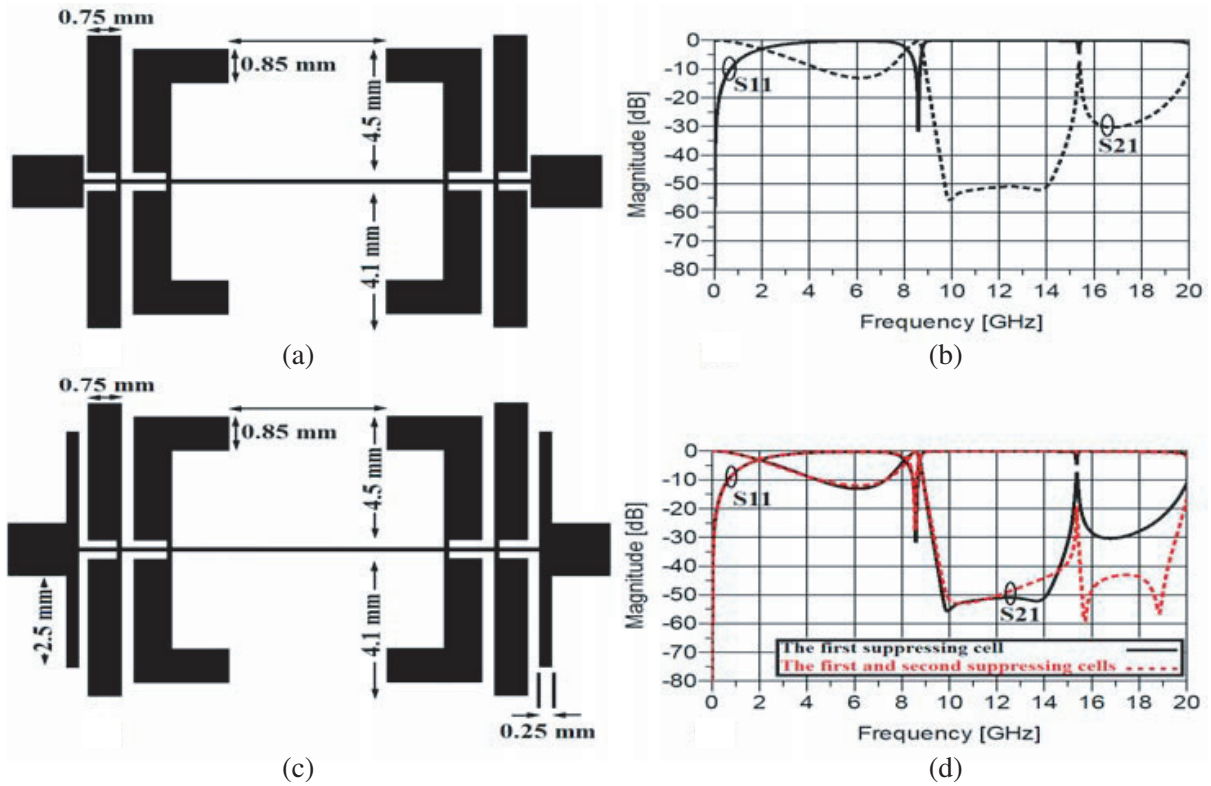 0.75 mm
0.85 mm
4.5 mm
4.1 mm
(a)
Magnitude [dB]
0
-10
-20
-30
-40
-50
-60
-70
-80
S11
S21
0 2 4 6 8 10 12 14 16 18 20
Frequency [GHz]
(b)
0.75 mm
0.85 mm
4.5 mm
2.5 mm
4.1 mm
0.25 mm
(c)
Magnitude [dB]
0
-10
-20
-30
-40
-50
-60
-70
-80
S11
S21
The first suppressing cell
The first and second suppressing cells
0 2 4 6 8 10 12 14 16 18 20
Frequency [GHz]
(d)